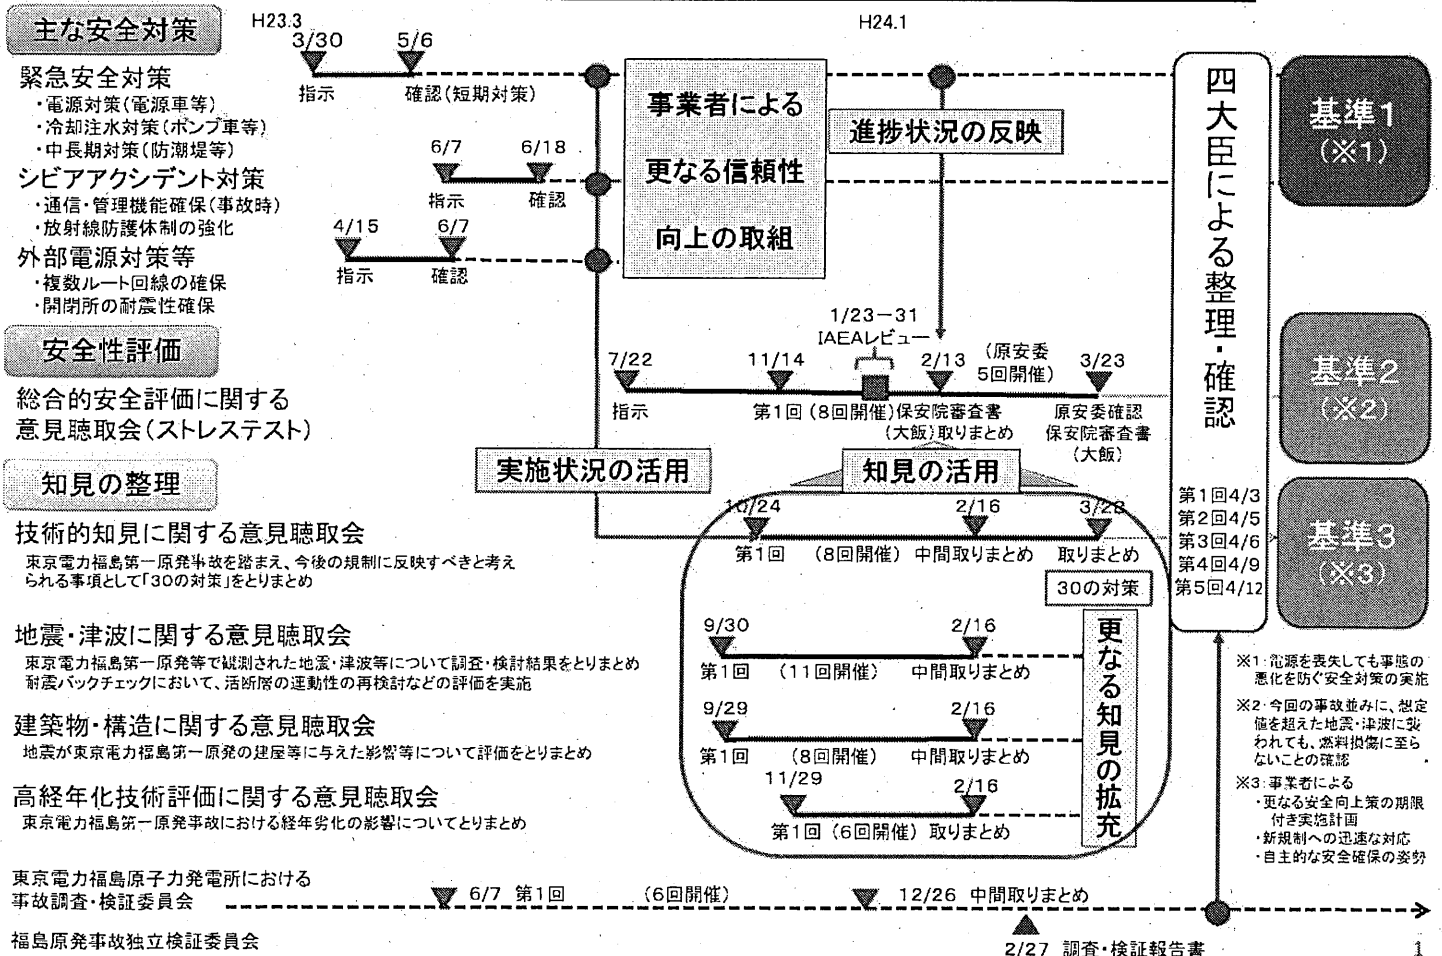 H23.3
H24.1
主な安全対策
3/30
5/6
緊急安全対策
指示
確認(短期対策)
・電源対策(電源車等)
・冷却注水対策(ポンプ車等)
・中長期対策(防潮堤等)
6/7
6/18
シビアアクシデント対策
指示
確認
・通信・管理機能確保(事故時)
・放射線防護体制の強化
4/15
6/7
外部電源対策等
指示
確認
・複数ルート回線の確保
・開閉所の耐震性確保
事業者による
更なる信頼性
向上の取組
進捗状況の反映
四大臣による整理・確認
第1回4/3
第2回4/5
第3回4/6
第4回4/9
第5回4/12
基準1
(※1)
基準2
(※2)
基準3
(※3)
安全性評価
総合的安全評価に関する
意見聴取会(ストレステスト)
7/22
指示
11/14
第1回
(8回開催)
1/23-31
IAEAレビュー
2/13
保安院審査書
(大飯)取りまとめ
(原安委
5回開催)
3/23
原安委確認
保安院審査書
(大飯)
実施状況の活用
知見の活用
知見の整理
技術的知見に関する意見聴取会
東京電力福島第一原発事故を踏まえ、今後の規制に反映すべきと考え
られる事項として「30の対策」をとりまとめ
10/24
2/16
3/28
第1回
(8回開催)
中間取りまとめ
取りまとめ
30の対策
地震・津波に関する意見聴取会
東京電力福島第一原発等で観測された地震・津波等について調査・検討結果をとりまとめ
耐震バックチェックにおいて、活断層の連動性の再検討などの評価を実施
9/30
2/16
第1回
(11回開催)
中間取りまとめ
建築物・構造に関する意見聴取会
地震が東京電力福島第一原発の建屋等に与えた影響等について評価をとりまとめ
9/29
2/16
第1回
(8回開催)
中間取りまとめ
高経年化技術評価に関する意見聴取会
東京電力福島第一原発事故における経年劣化の影響についてとりまとめ
11/29
2/16
第1回
(6回開催)
取りまとめ
更なる知見の拡充
※1:電源を喪失しても事態の
悪化を防ぐ安全対策の実施
※2:今回の事故並みに、想定
値を超えた地震・津波に襲
われても、燃料損傷に至ら
ないことの確認
※3:事業者による
・更なる安全向上策の期限
付き実施計画
・新規制への迅速な対応
・自主的な安全確保の姿勢
東京電力福島原子力発電所における
事故調査・検証委員会
6/7 第1回
(6回開催)
12/26 中間取りまとめ
福島原発事故独立検証委員会
2/27 調査・検証報告書
1